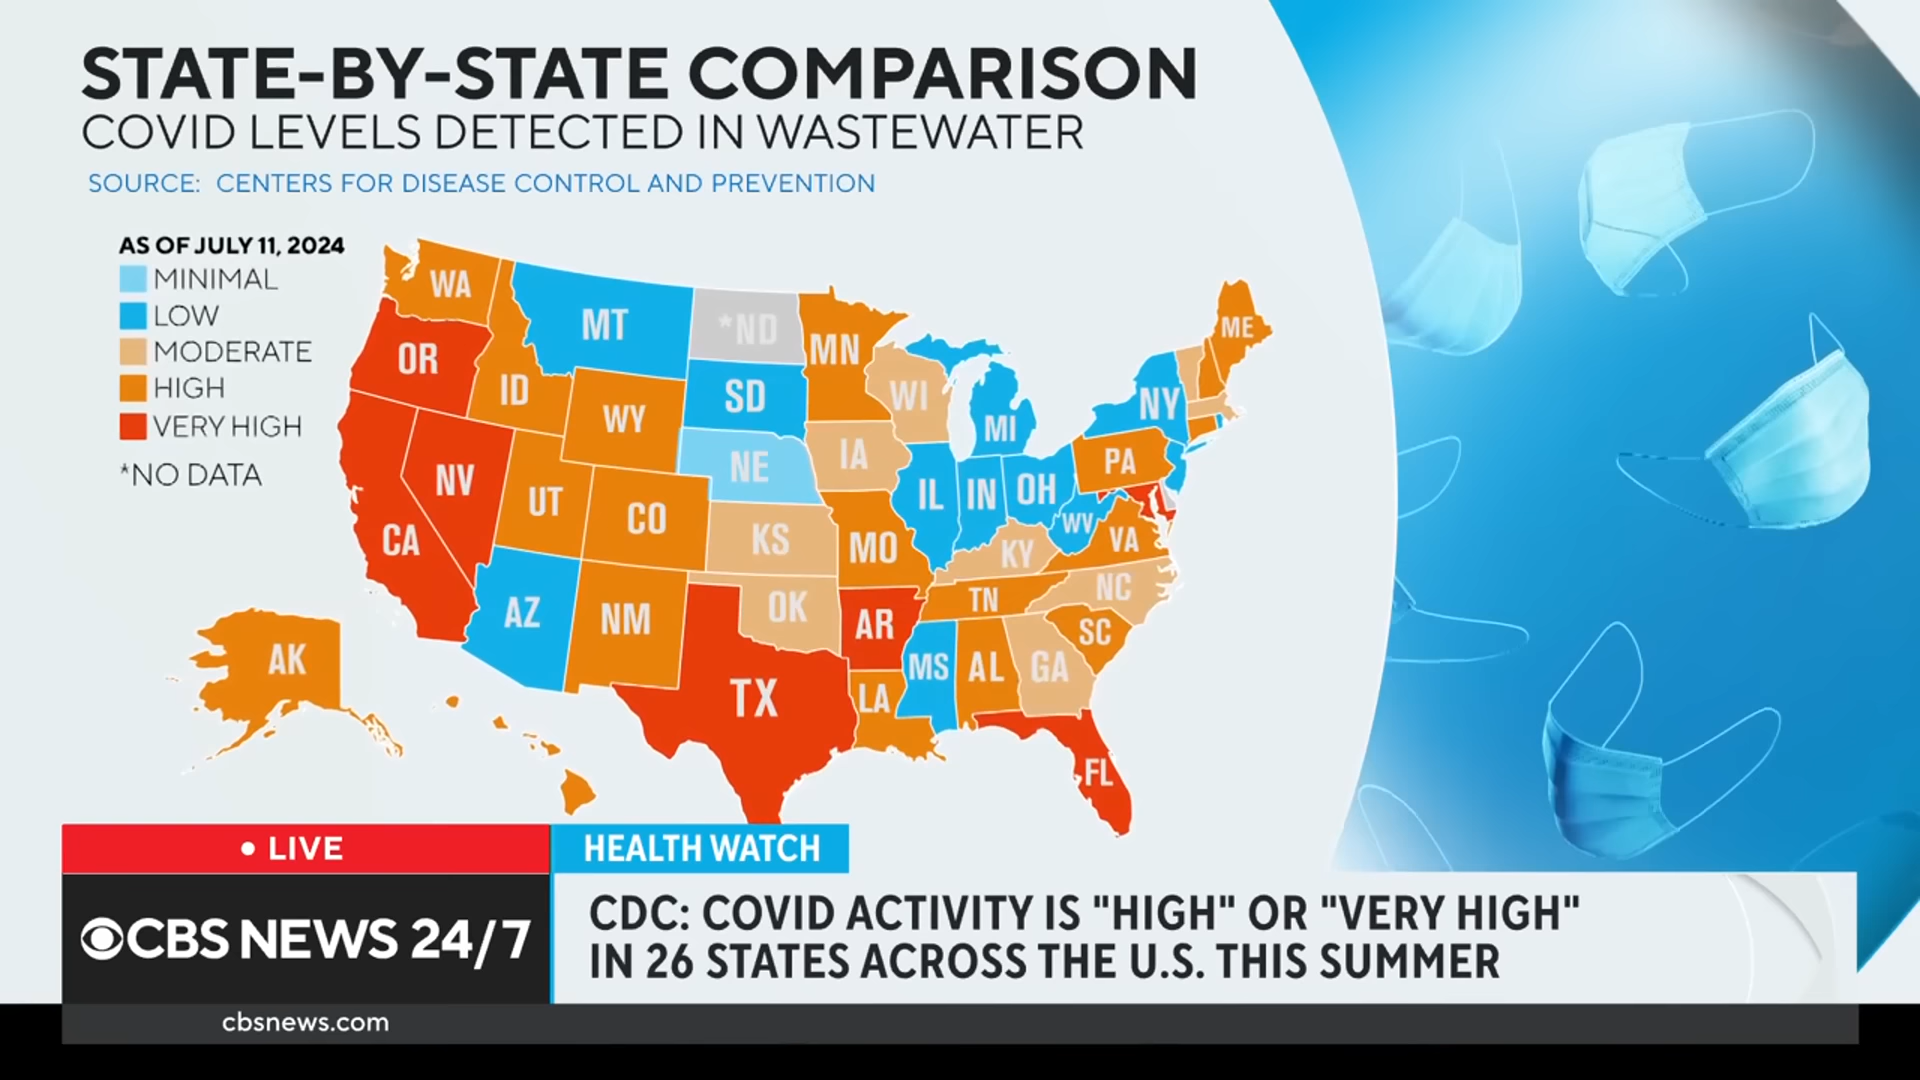 STATE-BY-STATE COMPARISON
COVID LEVELS DETECTED IN WASTEWATER
SOURCE: CENTERS FOR DISEASE CONTROL AND PREVENTION
AS OF JULY 11, 2024
MINIMAL
LOW
MODERATE
HIGH
VERY HIGH
*NO DATA
WA
MT
*ND
MN
ME
OR
ID
WY
SD
WI
MI
NY
NV
UT
CO
NE
IA
IL
IN
OH
PA
CA
KS
MO
KY
WV
VA
AZ
NM
OK
AR
TN
NC
SC
AK
TX
LA
MS
AL
GA
FL
• LIVE
HEALTH WATCH
CBS NEWS 24/7
CDC: COVID ACTIVITY IS "HIGH" OR "VERY HIGH"
IN 26 STATES ACROSS THE U.S. THIS SUMMER
cbsnews.com